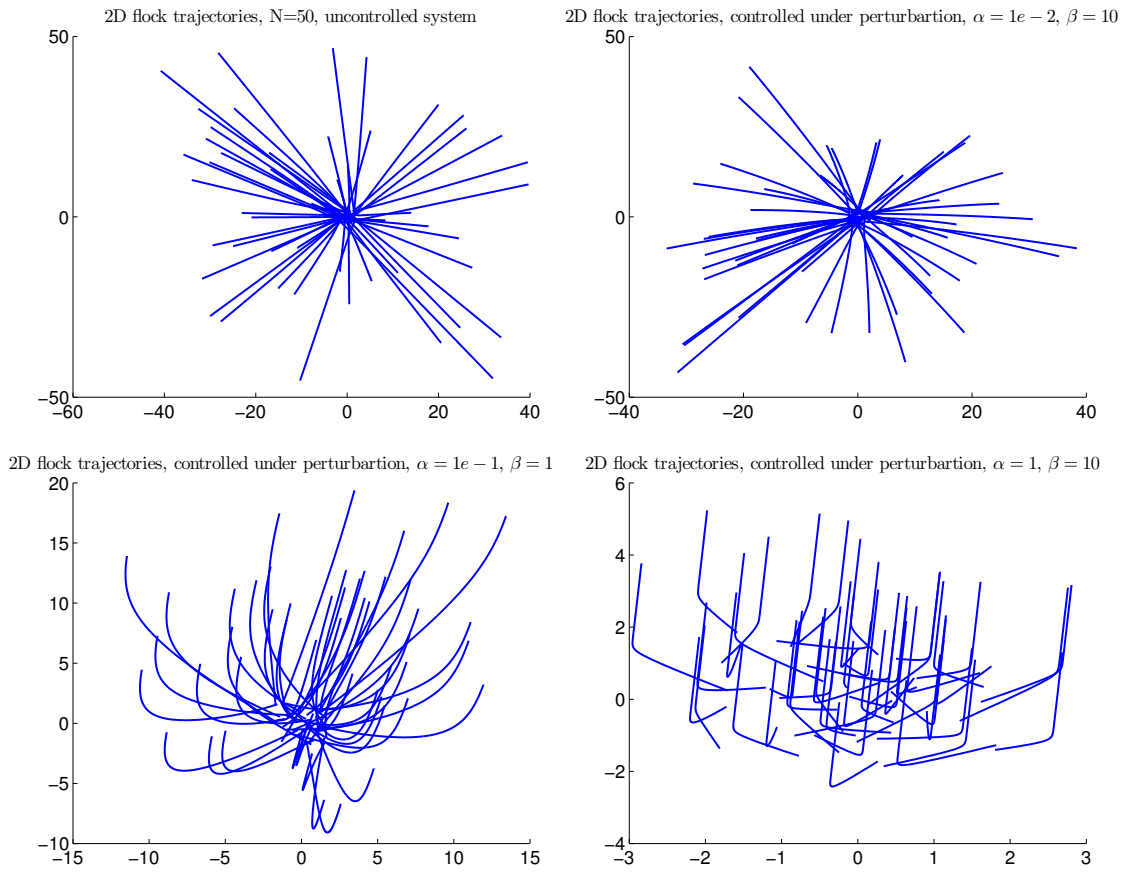 2D flock trajectories, N=50, uncontrolled system
50
0
−50
−60 −40 −20 0 20 40
2D flock trajectories, controlled under perturbartion, α = 1e − 2, β = 10
50
0
−50
−40 −20 0 20 40
2D flock trajectories, controlled under perturbartion, α = 1e − 1, β = 1
20
15
10
5
0
−5
−10
−15 −10 −5 0 5 10 15
2D flock trajectories, controlled under perturbartion, α = 1, β = 10
6
4
2
0
−2
−4
−3 −2 −1 0 1 2 3